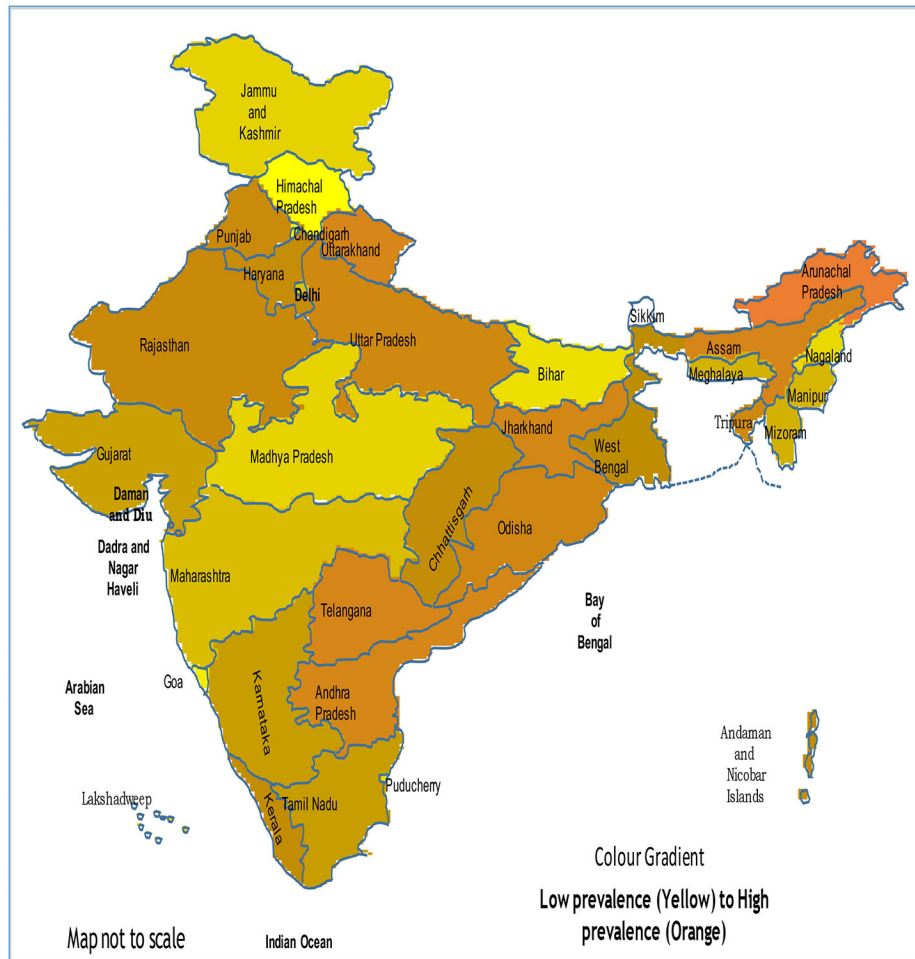 Jammu
and
Kashmir
Himachal
Pradesh
Chandigarh
Punjab
Uttarakhand
Haryana
Delhi
Arunachal
Pradesh
Sikkim
Rajasthan
Uttar Pradesh
Assam
Nagaland
Bihar
Meghalaya
Manipur
Jharkhand
Tripura
Mizoram
Gujarat
Madhya Pradesh
West
Bengal
Daman
and Diu
Chhattisgarh
Odisha
Dadra and
Nagar
Haveli
Maharashtra
Telangana
Bay
of
Bengal
Goa
Arabian
Sea
Karnataka
Andhra
Pradesh
Andaman
and
Nicobar
Islands
Puducherry
Lakshadweep
Kerala
Tamil Nadu
Colour Gradient
Low prevalence (Yellow) to High
prevalence (Orange)
Map not to scale
Indian Ocean